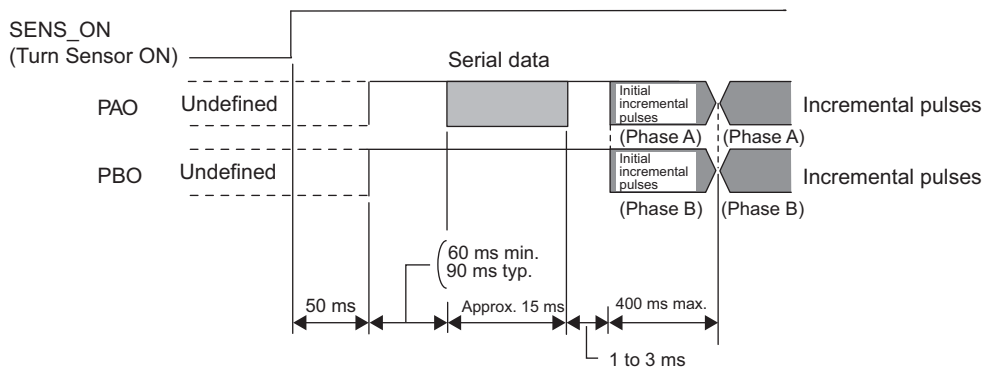 SENS_ON
(Turn Sensor ON)
Serial data
PAO
Undefined
Initial
incremental
pulses
Incremental pulses
(Phase A)
(Phase A)
PBO
Undefined
Initial
incremental
pulses
Incremental pulses
(Phase B)
(Phase B)
60 ms min.
90 ms typ.
50 ms
Approx. 15 ms
400 ms max.
1 to 3 ms